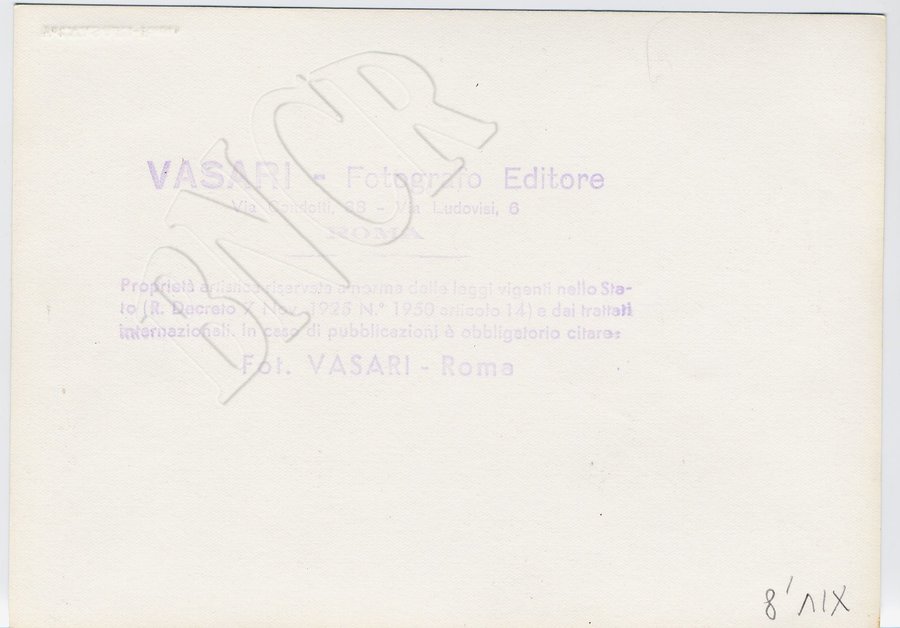 BNCR
VASARI - Fotografo Editore
Via Condotti, - Via Ludovisi, 6
ROMA
Proprietà artistica riservata a norma delle leggi vigenti nello Sta-
to (R. Decreto 7 Nov. 1925 N.° 1950 articolo 14) e dai trattati
internazionali. In caso di pubblicazioni è obbligatorio citare:
Fot. VASARI - Roma
XIV, 8